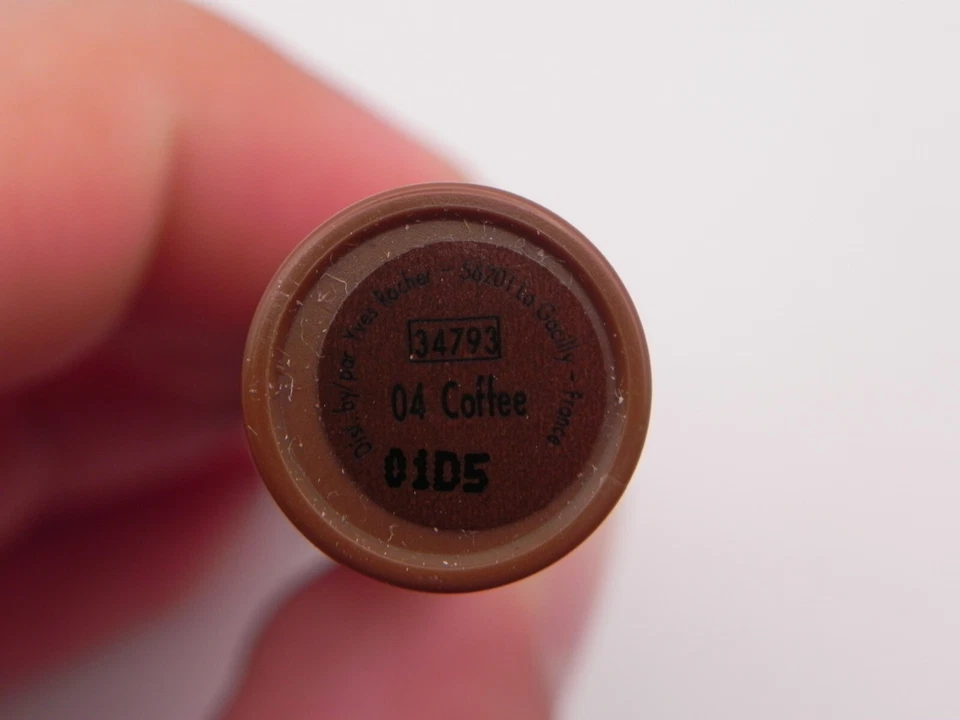 Dist. by/par Yves Rocher - 56201 La Gacilly - France
34793
04 Coffee
01D5